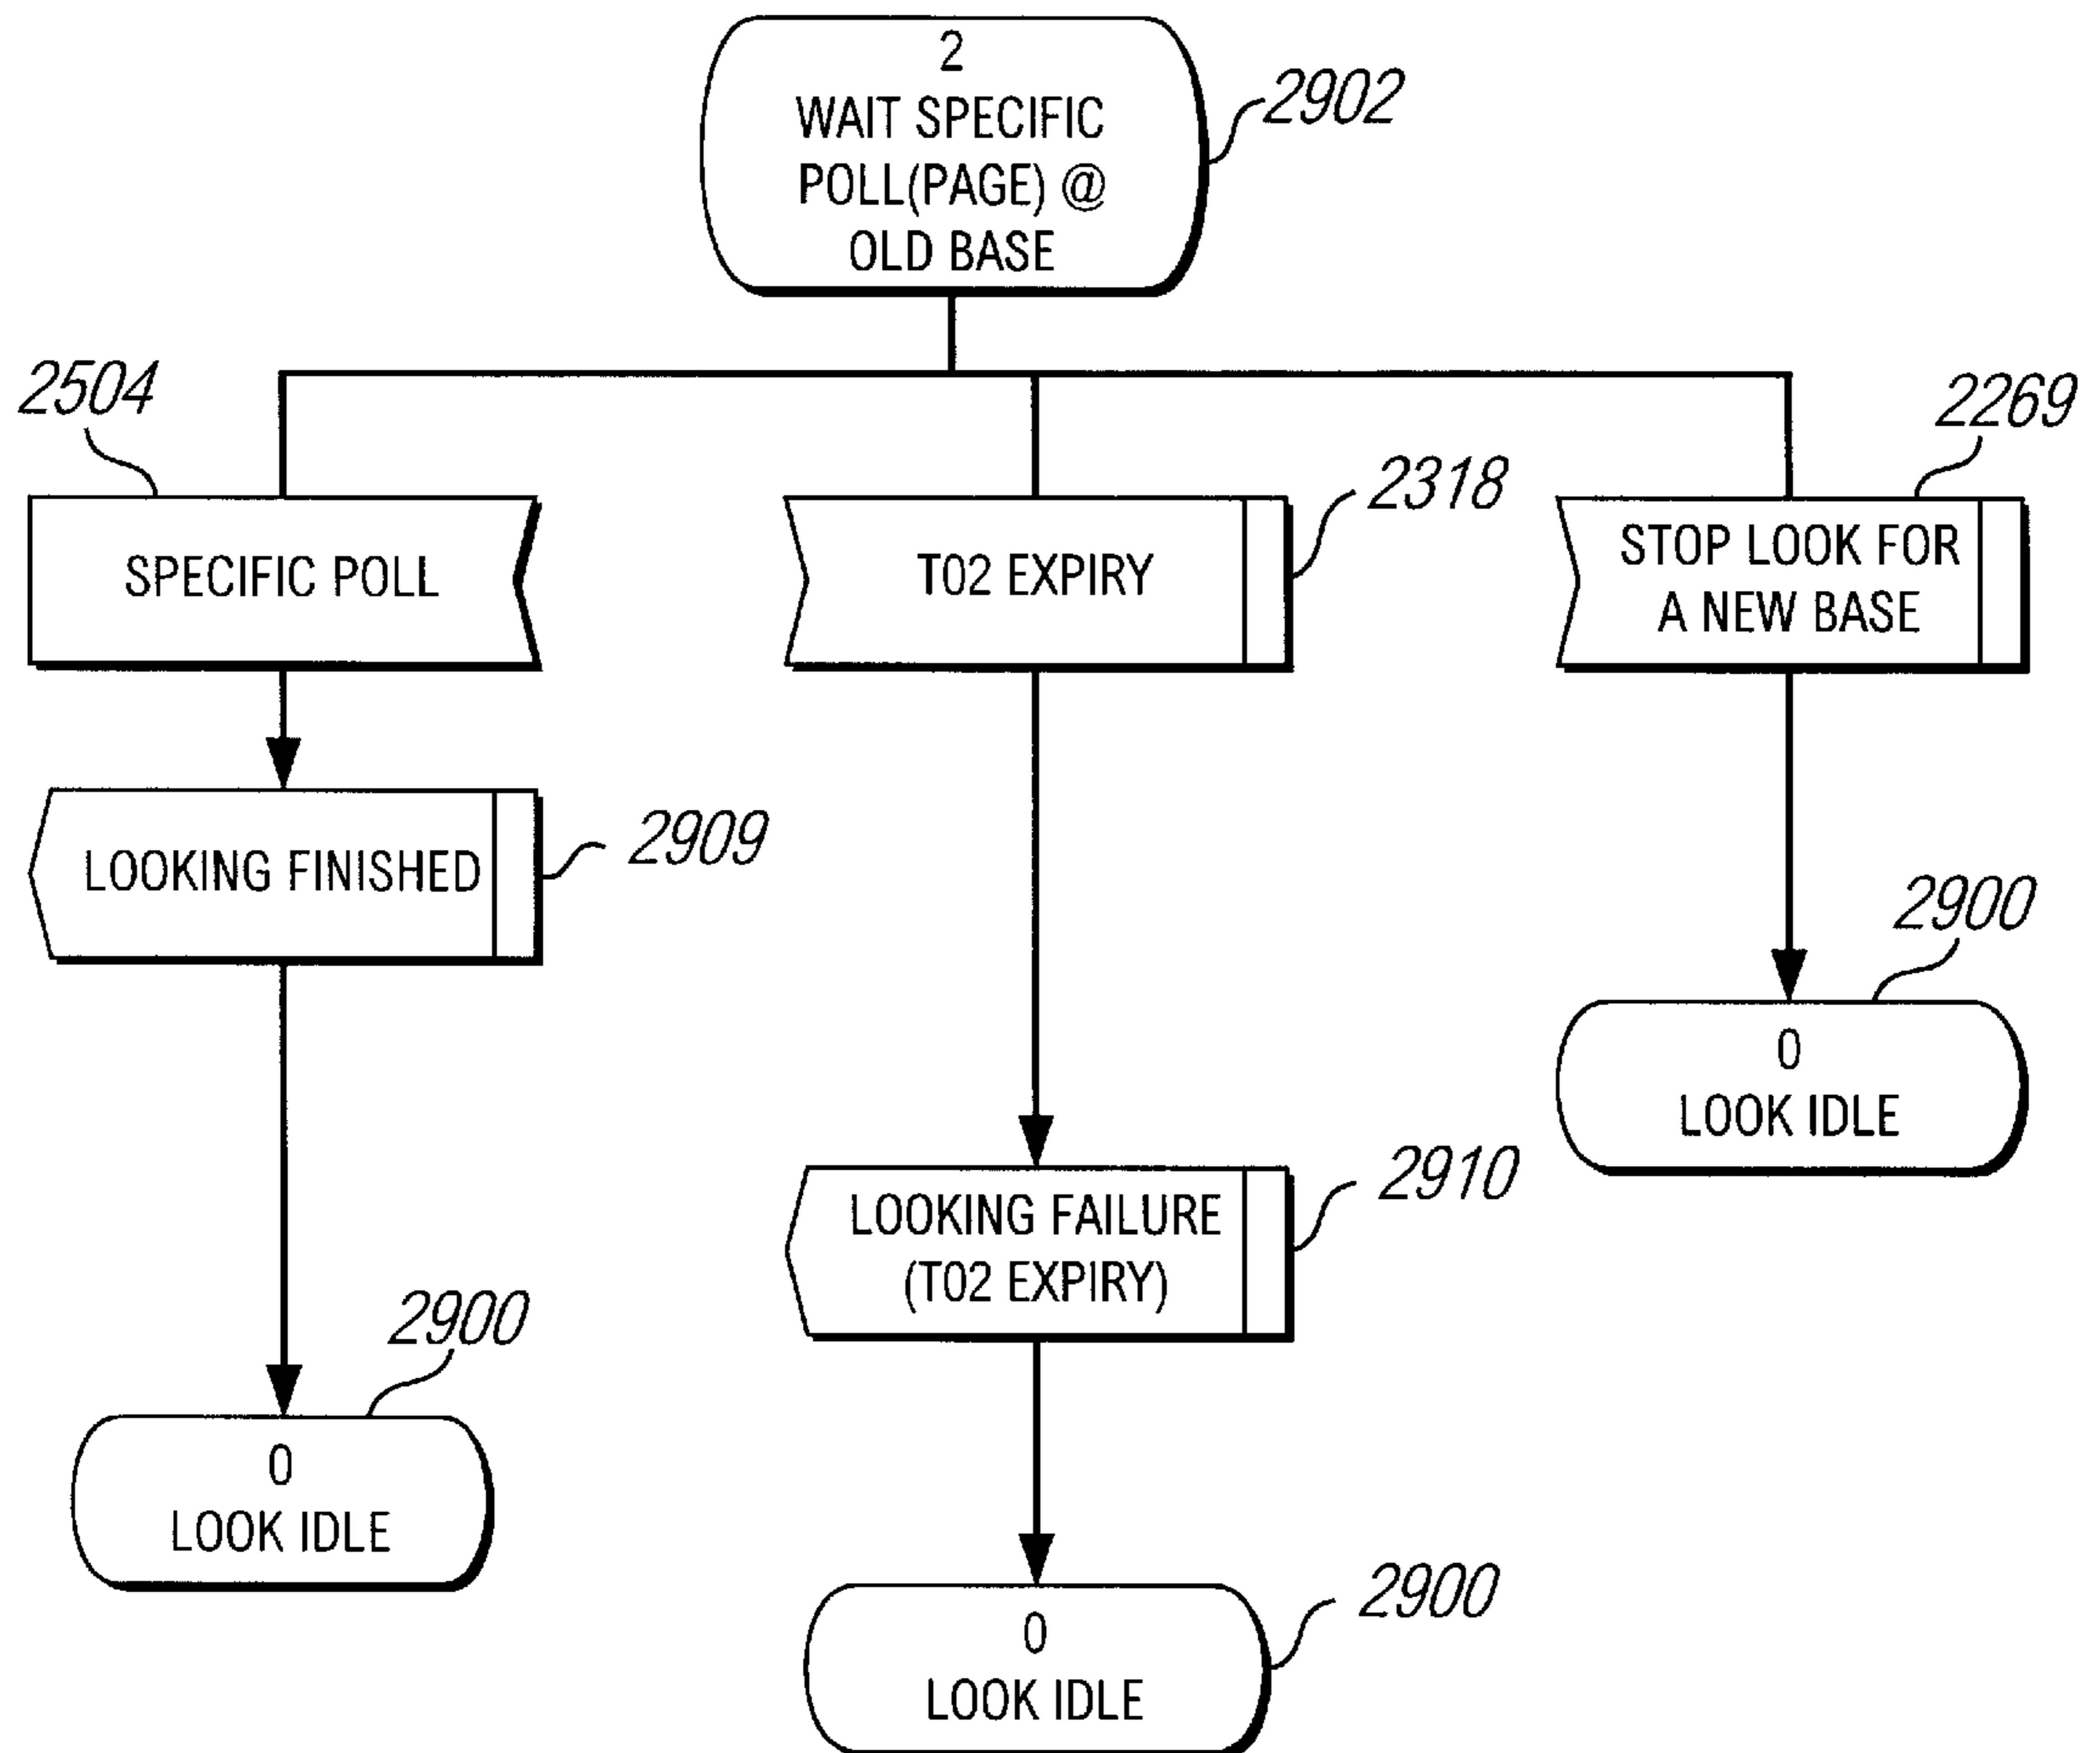 2
WAIT SPECIFIC
POLL(PAGE) @
OLD BASE
2902
2504
SPECIFIC POLL
2318
T02 EXPIRY
2269
STOP LOOK FOR
A NEW BASE
LOOKING FINISHED
2909
2900
0
LOOK IDLE
LOOKING FAILURE
(T02 EXPIRY)
2910
2900
0
LOOK IDLE
2900
0
LOOK IDLE